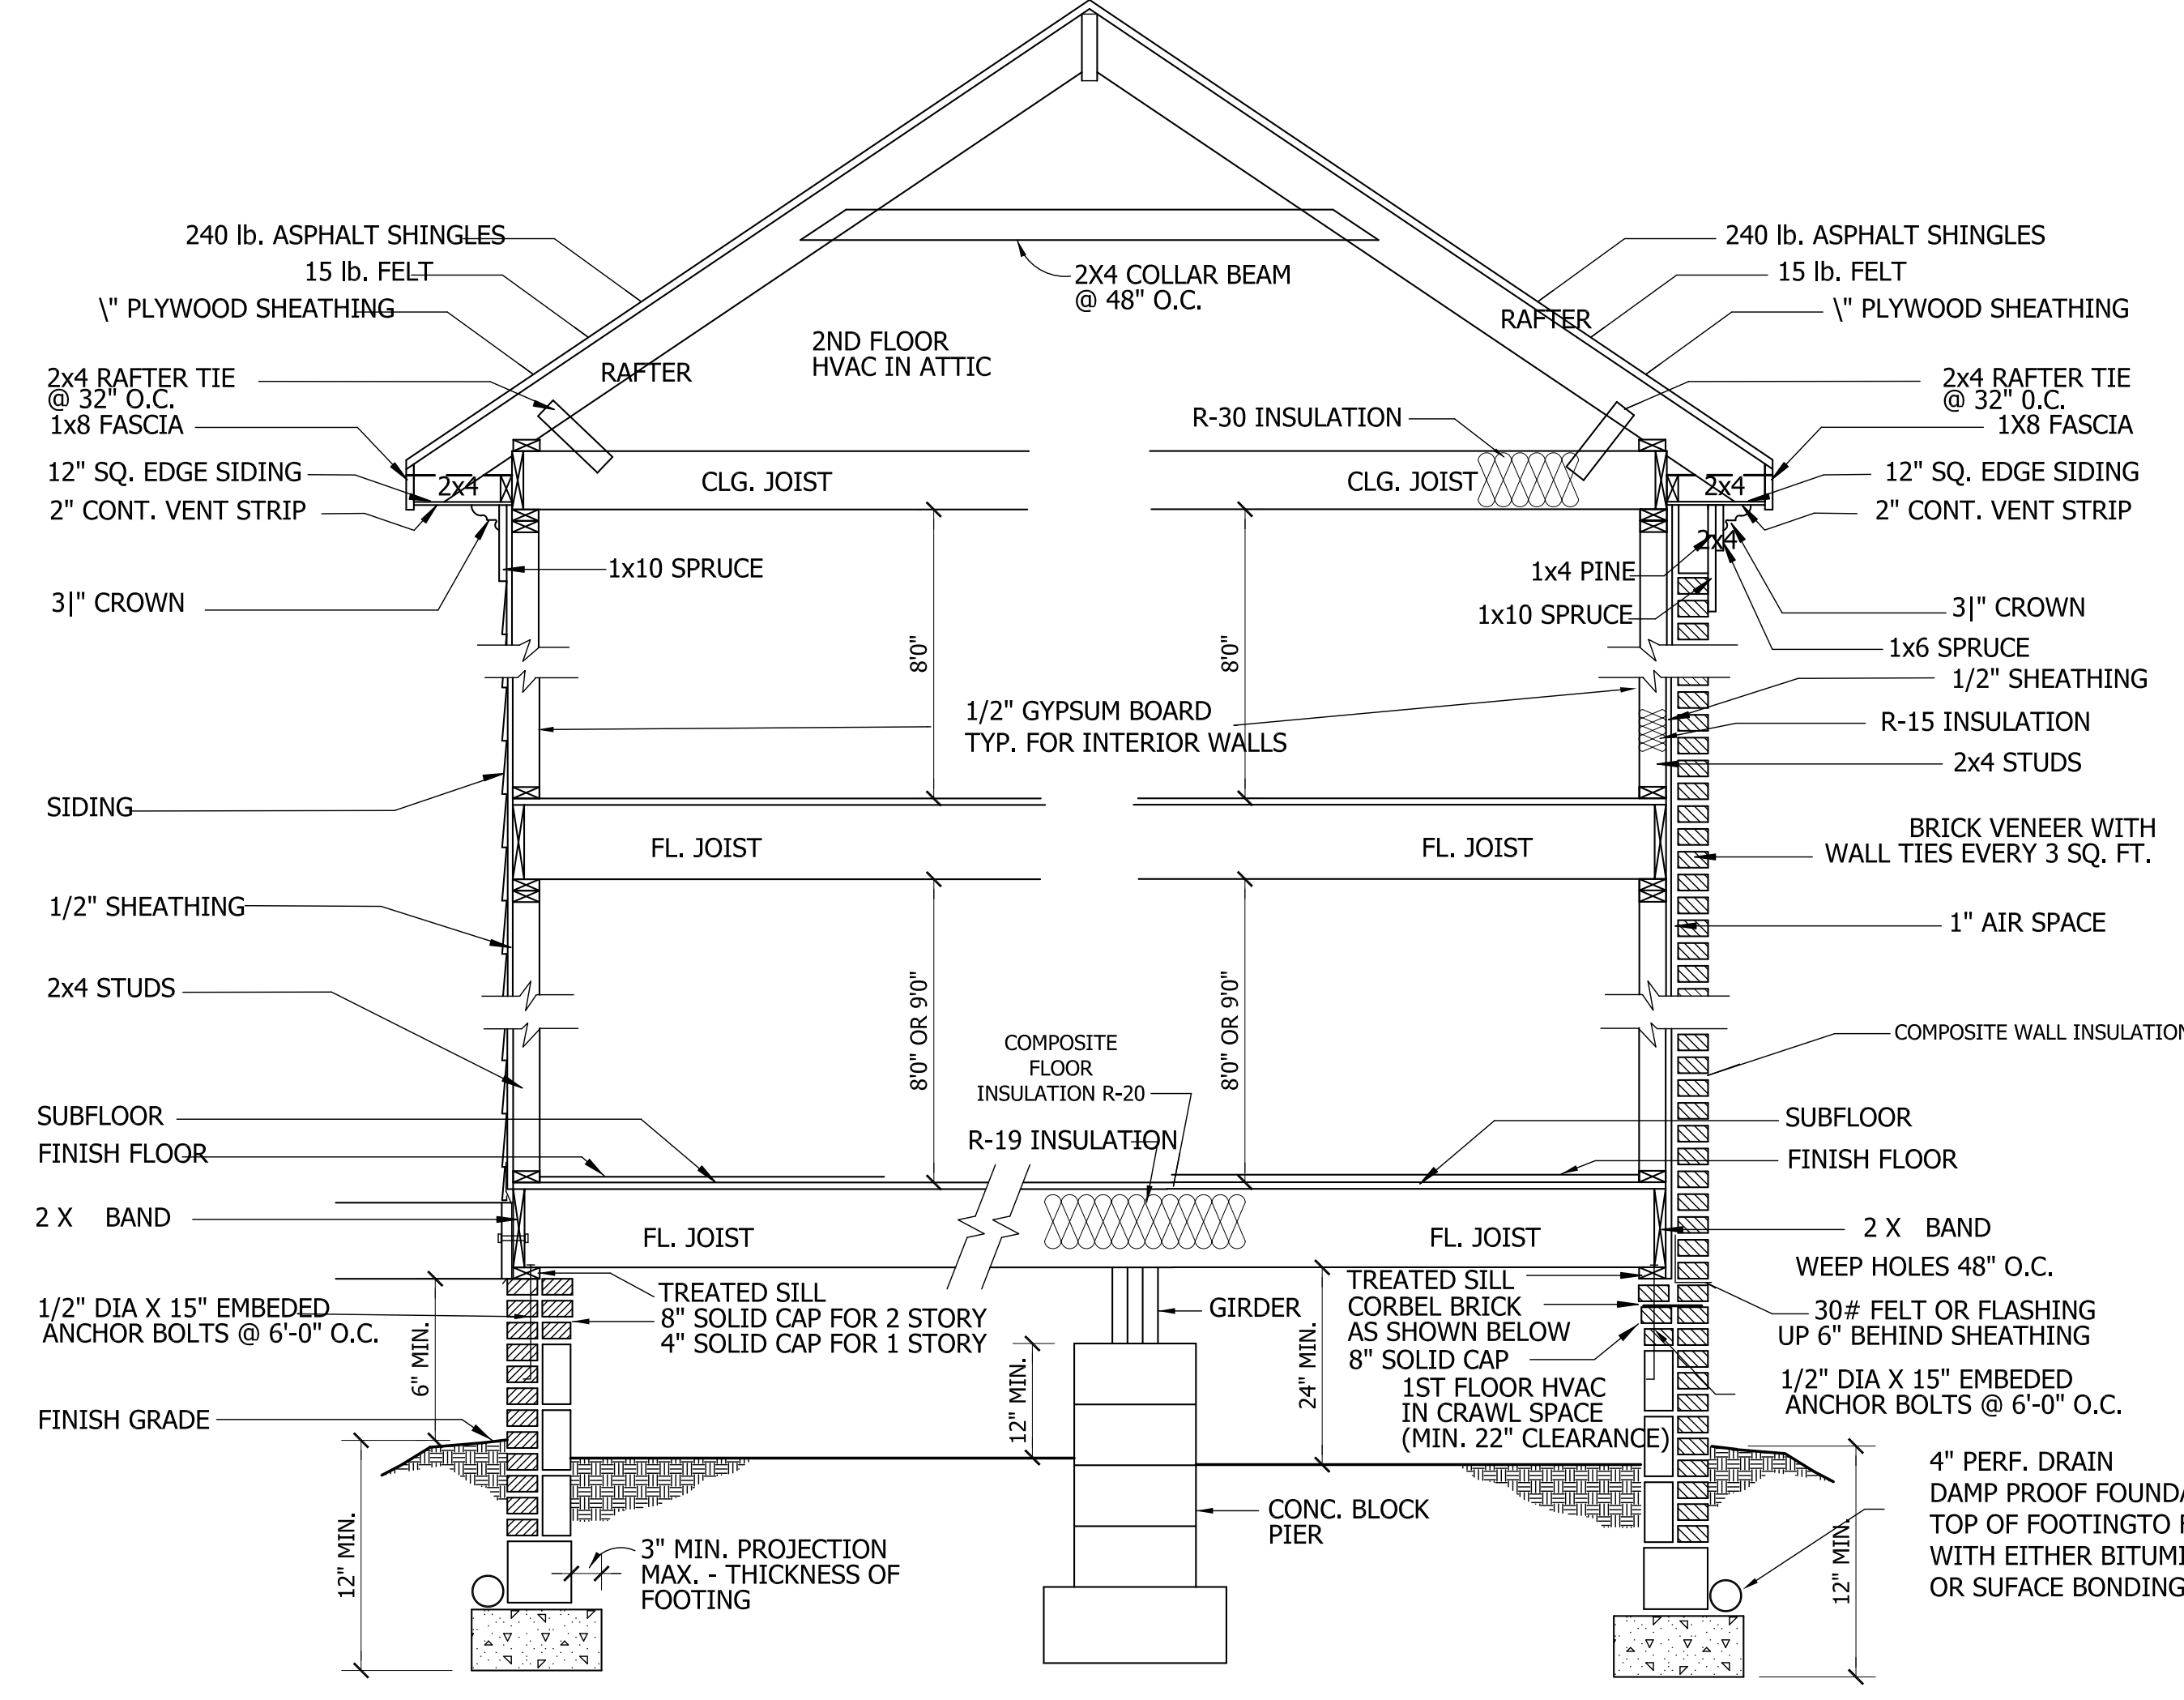 240 lb. ASPHALT SHINGLES
15 lb. FELT
\" PLYWOOD SHEATHING
2x4 RAFTER TIE
@ 32" O.C.
1x8 FASCIA
12" SQ. EDGE SIDING
2" CONT. VENT STRIP
3|" CROWN
SIDING
1/2" SHEATHING
2x4 STUDS
SUBFLOOR
FINISH FLOOR
2 X BAND
1/2" DIA X 15" EMBEDED
ANCHOR BOLTS @ 6'-0" O.C.
FINISH GRADE
6" MIN.
12" MIN.
RAFTER
2x4
1x10 SPRUCE
2X4 COLLAR BEAM
@ 48" O.C.
2ND FLOOR
HVAC IN ATTIC
R-30 INSULATION
CLG. JOIST
CLG. JOIST
8'0"
8'0"
1/2" GYPSUM BOARD
TYP. FOR INTERIOR WALLS
FL. JOIST
FL. JOIST
8'0" OR 9'0"
8'0" OR 9'0"
COMPOSITE
FLOOR
INSULATION R-20
R-19 INSULATION
FL. JOIST
FL. JOIST
TREATED SILL
8" SOLID CAP FOR 2 STORY
4" SOLID CAP FOR 1 STORY
GIRDER
12" MIN.
24" MIN.
TREATED SILL
CORBEL BRICK
AS SHOWN BELOW
8" SOLID CAP
1ST FLOOR HVAC
IN CRAWL SPACE
(MIN. 22" CLEARANCE)
CONC. BLOCK
PIER
3" MIN. PROJECTION
MAX. - THICKNESS OF
FOOTING
RAFTER
2x4
2x4
1x4 PINE
1x10 SPRUCE
240 lb. ASPHALT SHINGLES
15 lb. FELT
\" PLYWOOD SHEATHING
2x4 RAFTER TIE
@ 32" 0.C.
1X8 FASCIA
12" SQ. EDGE SIDING
2" CONT. VENT STRIP
3|" CROWN
1x6 SPRUCE
1/2" SHEATHING
R-15 INSULATION
2x4 STUDS
BRICK VENEER WITH
WALL TIES EVERY 3 SQ. FT.
1" AIR SPACE
COMPOSITE WALL INSULATION
SUBFLOOR
FINISH FLOOR
2 X BAND
WEEP HOLES 48" O.C.
30# FELT OR FLASHING
UP 6" BEHIND SHEATHING
1/2" DIA X 15" EMBEDED
ANCHOR BOLTS @ 6'-0" O.C.
12" MIN.
4" PERF. DRAIN
DAMP PROOF
TOP OF FOOTINGTO
WITH EITHER
OR SUFACE BONDING